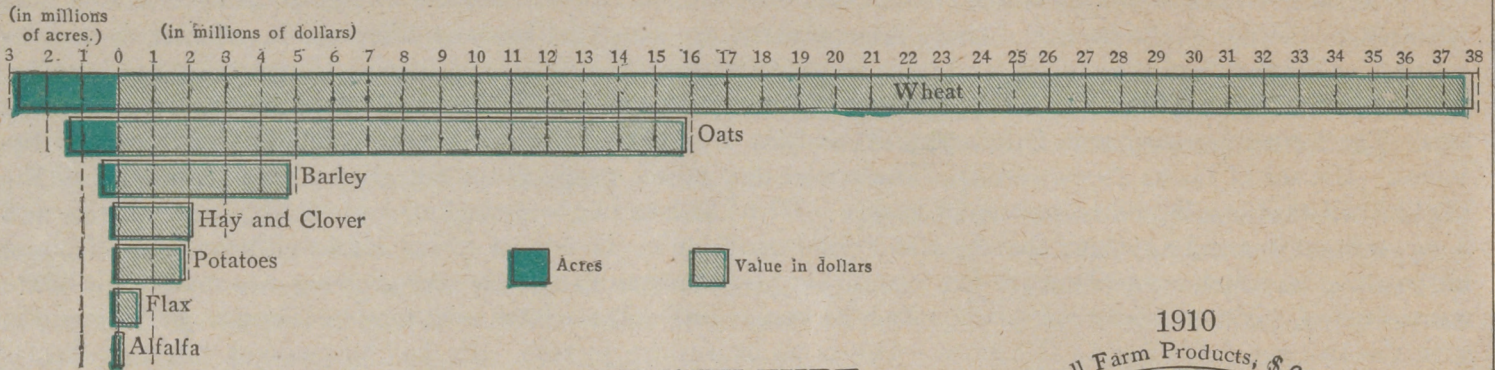 (in millions
of acres.)
(in millions of dollars)
3 2 1 0 1 2 3 4 5 6 7 8 9 10 11 12 13 14 15 16 17 18 19 20 21 22 23 24 25 26 27 28 29 30 31 32 33 34 35 36 37 38
Wheat
Oats
Barley
Hay and Clover
Potatoes
Acres
Value in dollars
Flax
Alfalfa
1910
Farm Products, $